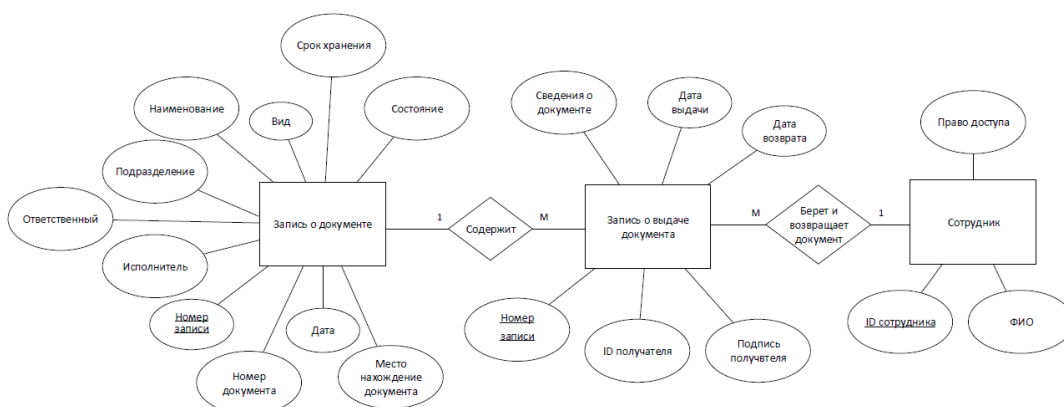 Срок хранения
Наименование
Вид
Состояние
Подразделение
Ответственный
Запись о документе
Исполнитель
Номер
записи
Номер
документа
Дата
Место
нахождение
документа
1
Содержит
М
Сведения о
документе
Дата
выдачи
Дата
возврата
Запись о выдаче
документа
Номер
записи
ID получателя
Подпись
получвтеля
М
Берет и
возвращает
документ
1
Право доступа
Сотрудник
ID сотрудника
ФИО